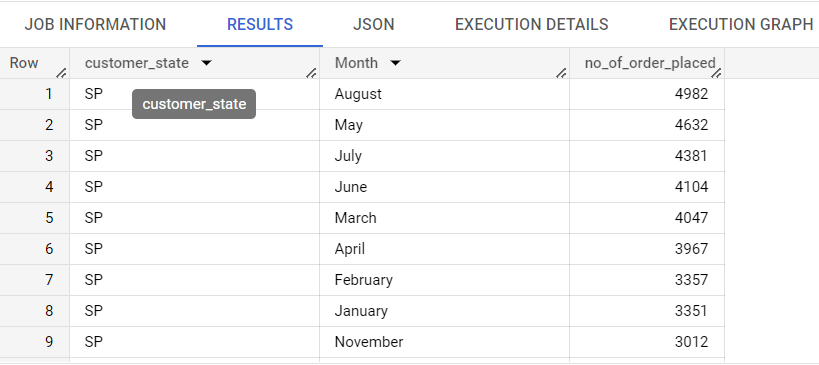 JOB INFORMATION RESULTS JSON EXECUTION DETAILS EXECUTION GRAPH
Row customer_state Month no_of_order_placed
1 SP August 4982
customer_state
2 SP May 4632
3 SP July 4381
4 SP June 4104
5 SP March 4047
6 SP April 3967
7 SP February 3357
8 SP January 3351
9 SP November 3012